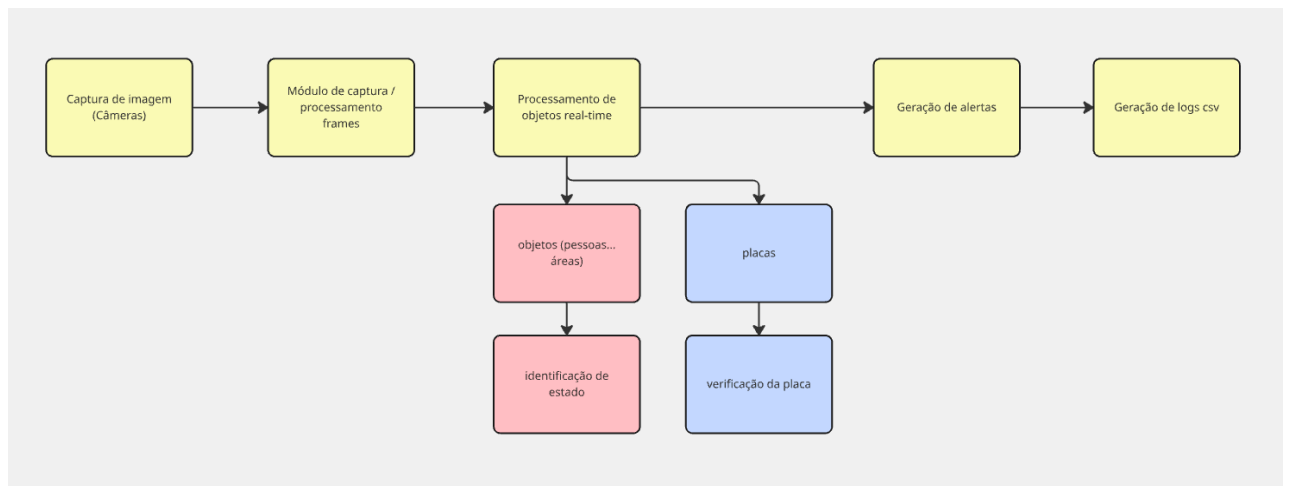 Captura de imagem
(Câmeras)
Módulo de captura /
processamento
frames
Processamento de
objetos real-time
Geração de alertas
Geração de logs csv
objetos (pessoas...
áreas)
placas
identificação de
estado
verificação da placa